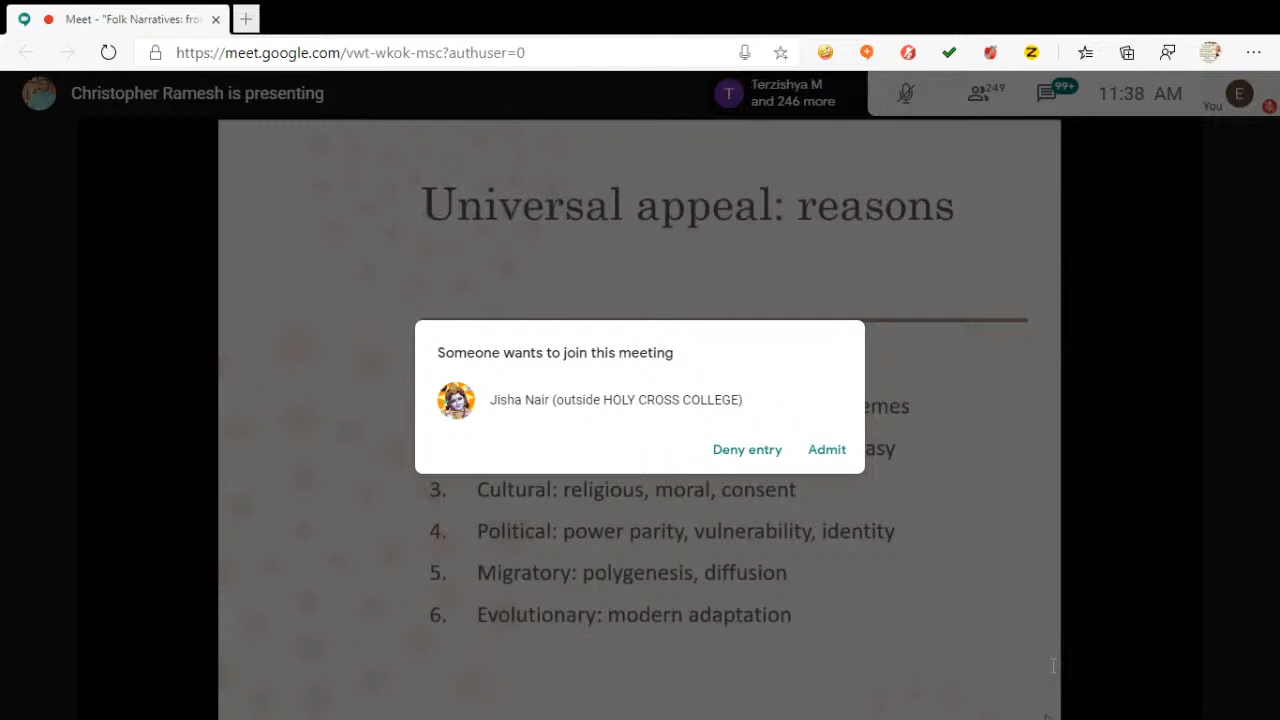 Meet - "Folk Narratives: fro
https://meet.google.com/vwt-wkok-msc?authuser=0
Christopher Ramesh is presenting
T
Terzishya M
and 246 more
249
99+
11:38 AM
You
E
Universal appeal: reasons
Someone wants to join this meeting
Jisha Nair (outside HOLY CROSS COLLEGE)
Deny entry Admit
3. Cultural: religious, moral, consent
4. Political: power parity, vulnerability, identity
5. Migratory: polygenesis, diffusion
6. Evolutionary: modern adaptation